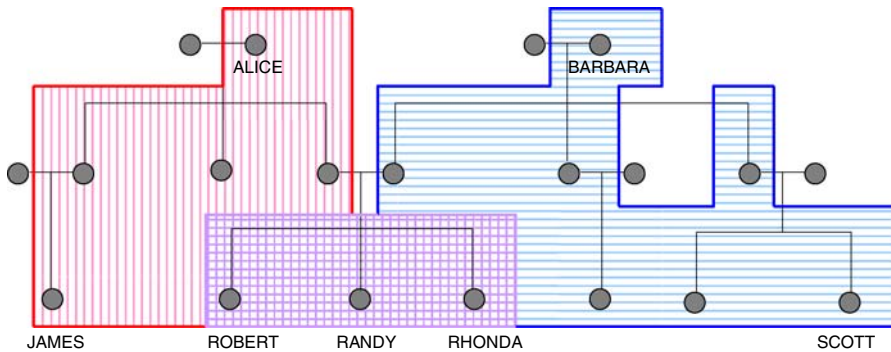 ALICE
BARBARA
JAMES
ROBERT
RANDY
RHONDA
SCOTT